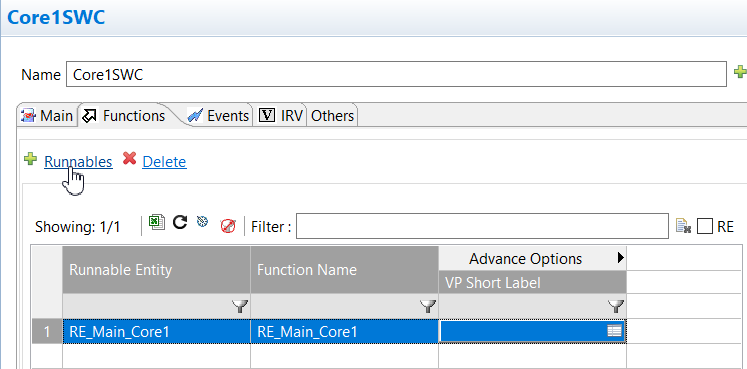 Core1SWC
Name Core1SWC
Main Functions Events V IRV Others
Runnables Delete
Showing: 1/1 Filter : RE
Advance Options
Runnable Entity Function Name VP Short Label
1 RE_Main_Core1 RE_Main_Core1